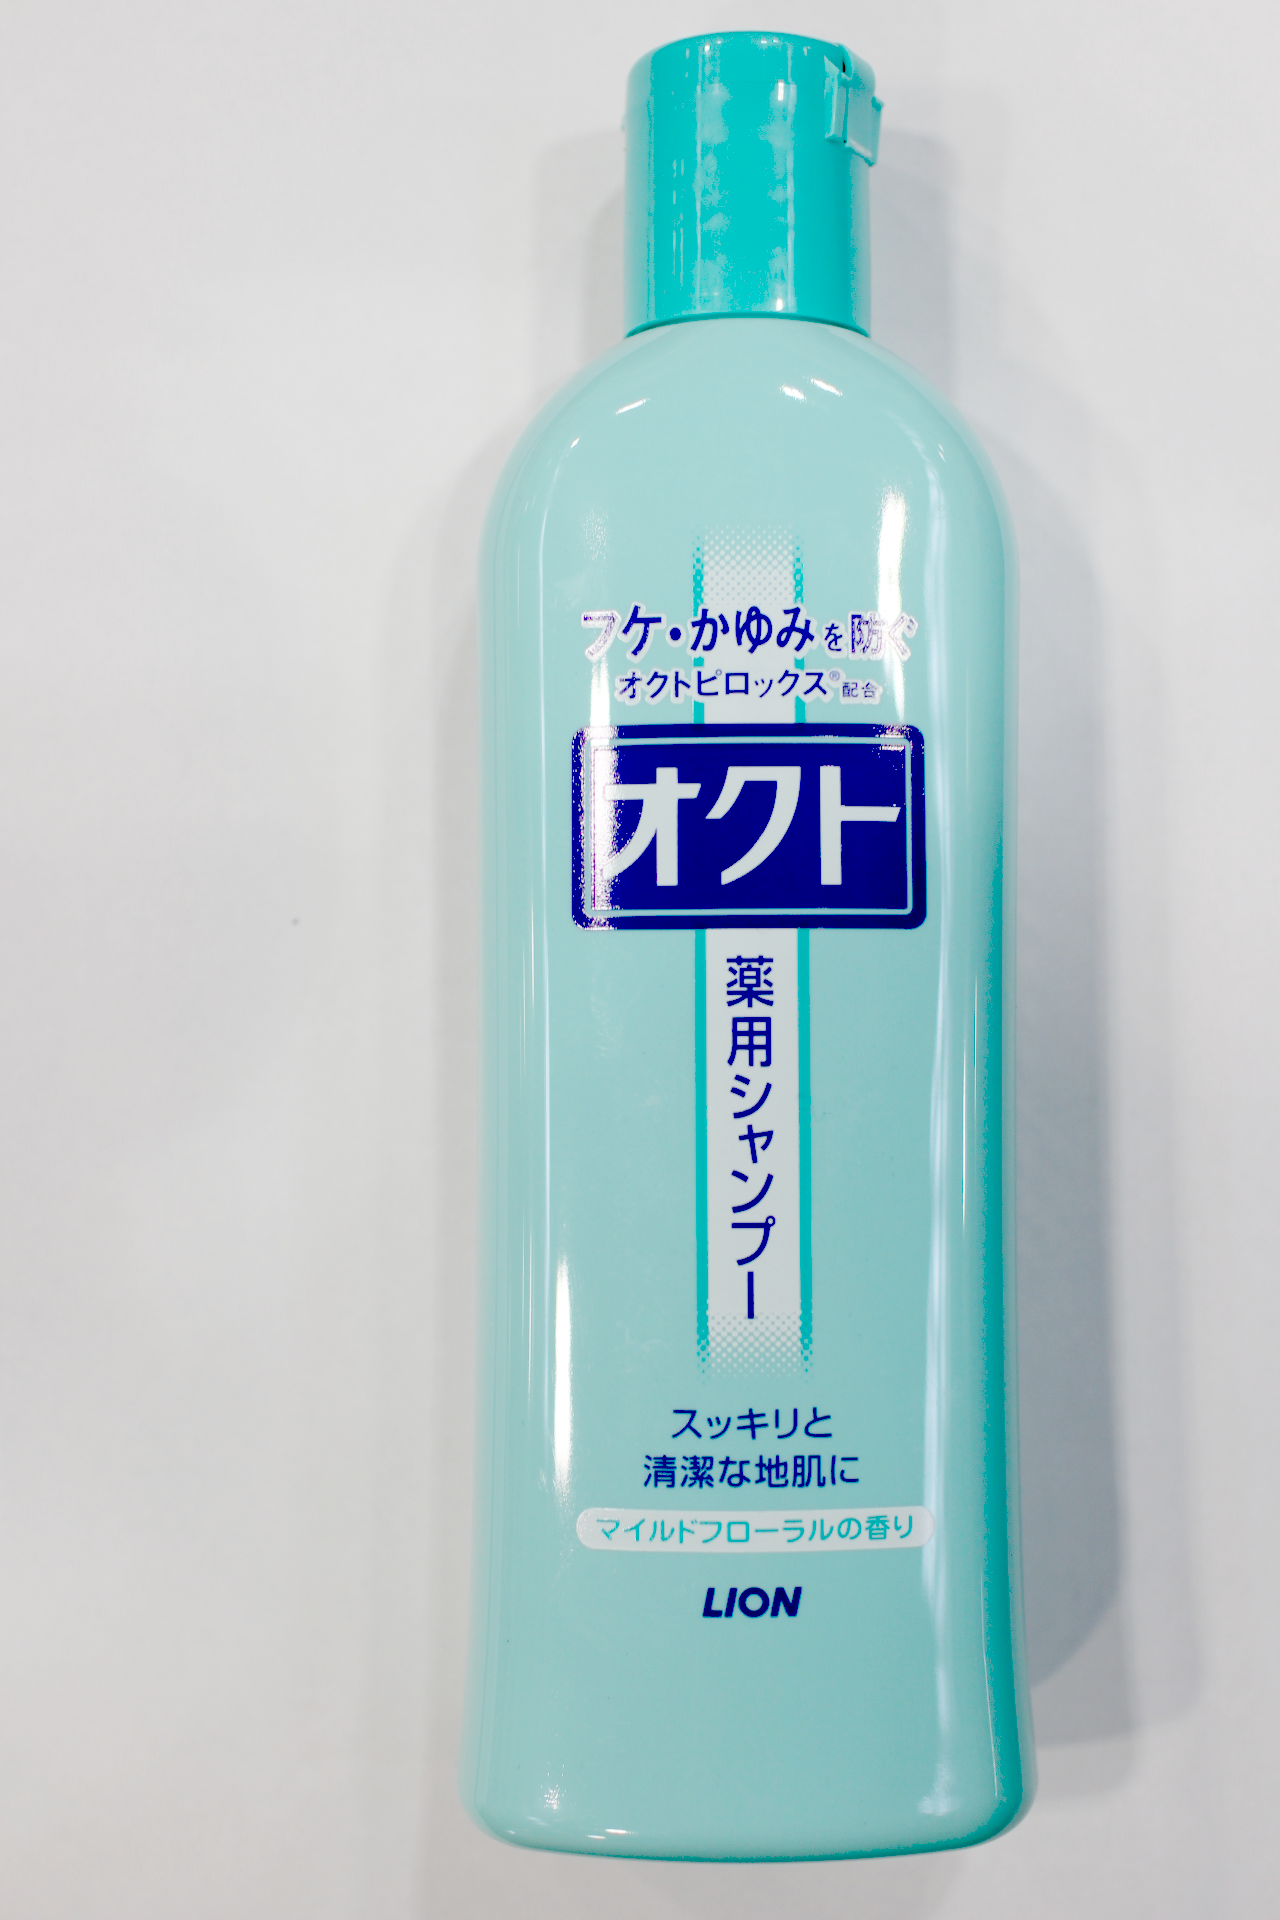 フケ・かゆみを防ぐ
オクトピロックス®配合
オクト
薬用シャンプー
スッキリと
清潔な地肌に
マイルドフローラルの香り
LION